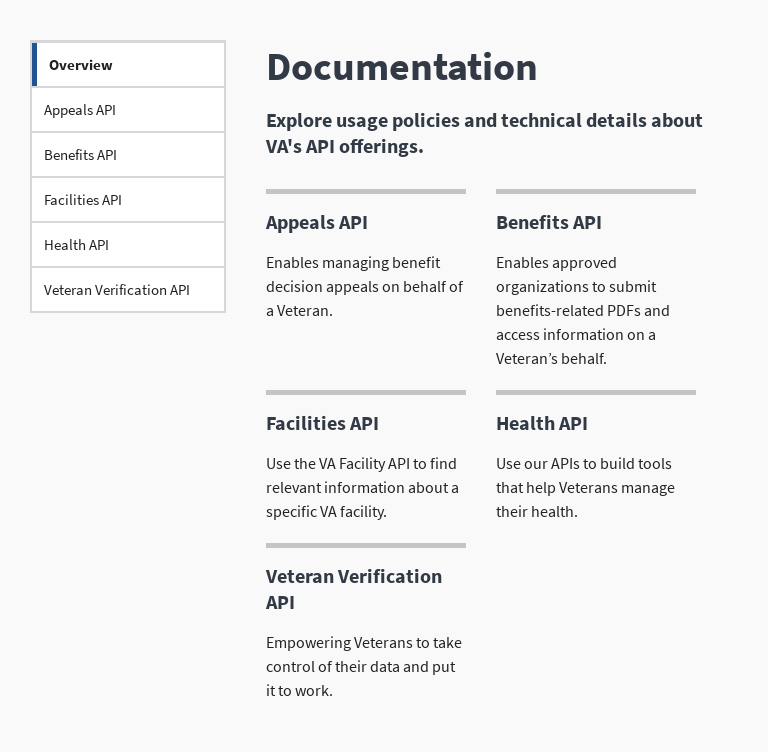 Overview
Appeals API
Benefits API
Facilities API
Health API
Veteran Verification API
Documentation
Explore usage policies and technical details about
VA's API offerings.
Appeals API
Enables managing benefit
decision appeals on behalf of
a Veteran.
Benefits API
Enables approved
organizations to submit
benefits-related PDFs and
access information on a
Veteran’s behalf.
Facilities API
Use the VA Facility API to find
relevant information about a
specific VA facility.
Health API
Use our APIs to build tools
that help Veterans manage
their health.
Veteran Verification
API
Empowering Veterans to take
control of their data and put
it to work.